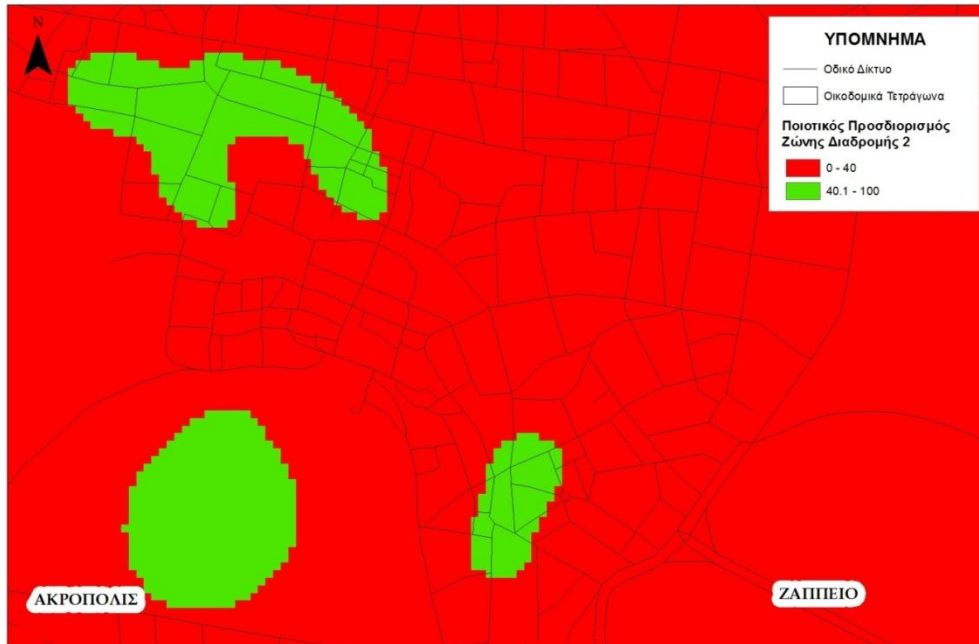 N
ΥΠΟΜΝΗΜΑ
Οδικό Δίκτυο
Οικοδομικά Τετράγωνα
Ποιοτικός Προσδιορισμός
Ζώνης Διαδρομής 2
0 - 40
40.1 - 100
ΑΚΡΟΠΟΛΙΣ
ΖΑΠΠΕΙΟ